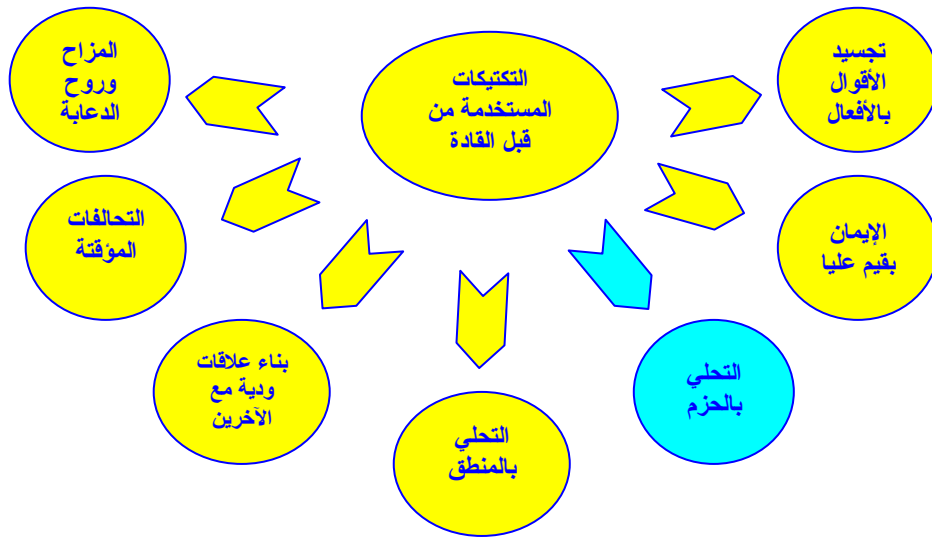 التكتيكات
المستخدمة من
قبل القادة
تجسيد
الأقوال
بالأفعال
الإيمان
بقيم عليا
التحلي
بالحزم
التحلي
بالمنطق
بناء علاقات
ودية مع
الآخرين
التحالفات
المؤقتة
المزاح
وروح
الدعابة